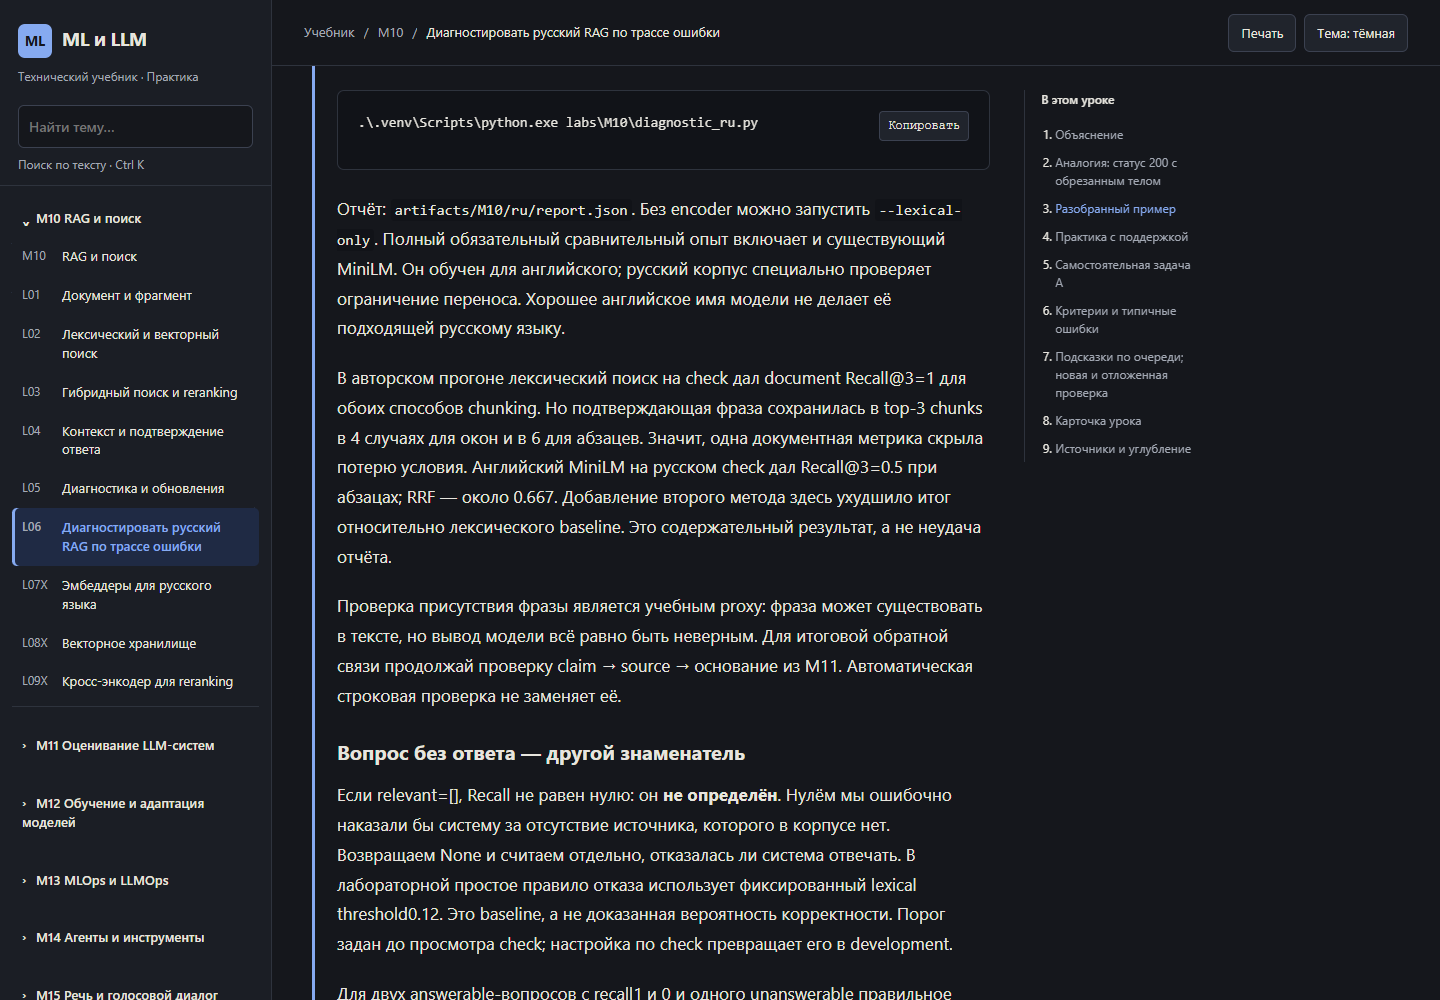 ML ML и LLM
Технический учебник · Практика
Найти тему...
Поиск по тексту · Ctrl K
M10 RAG и поиск
M10 RAG и поиск
L01 Документ и фрагмент
L02 Лексический и векторный
поиск
L03 Гибридный поиск и reranking
L04 Контекст и подтверждение
ответа
L05 Диагностика и обновления
L06 Диагностировать русский
RAG по трассе ошибки
L07X Эмбеддеры для русского
языка
L08X Векторное хранилище
L09X Кросс-энкодер для reranking
› M11 Оценивание LLM-систем
› M12 Обучение и адаптация
моделей
› M13 MLOps и LLMOps
› M14 Агенты и инструменты
› M15 Речь и голосовой диалог
Учебник / M10 / Диагностировать русский RAG по трассе ошибки
Печать
Тема: тёмная
.\.venv\Scripts\python.exe labs\M10\diagnostic_ru.py
Копировать
Отчёт: artifacts/M10/ru/report.json. Без encoder можно запустить --lexical-
only. Полный обязательный сравнительный опыт включает и существующий
MiniLM. Он обучен для английского; русский корпус специально проверяет
ограничение переноса. Хорошее английское имя модели не делает её
подходящей русскому языку.
В авторском прогоне лексический поиск на check дал document Recall@3=1 для
обоих способов chunking. Но подтверждающая фраза сохранилась в top-3 chunks
в 4 случаях для окон и в 6 для абзацев. Значит, одна документная метрика скрыла
потерю условия. Английский MiniLM на русском check дал Recall@3=0.5 при
абзацах; RRF — около 0.667. Добавление второго метода здесь ухудшило итог
относительно лексического baseline. Это содержательный результат, а не неудача
отчёта.
Проверка присутствия фразы является учебным proxy: фраза может существовать
в тексте, но вывод модели всё равно быть неверным. Для итоговой обратной
связи продолжай проверку claim → source → основание из M11. Автоматическая
строковая проверка не заменяет её.
Вопрос без ответа — другой знаменатель
Если relevant=[], Recall не равен нулю: он не определён. Нулём мы ошибочно
наказали бы систему за отсутствие источника, которого в корпусе нет.
Возвращаем None и считаем отдельно, отказалась ли система отвечать. В
лабораторной простое правило отказа использует фиксированный lexical
threshold0.12. Это baseline, а не доказанная вероятность корректности. Порог
задан до просмотра check; настройка по check превращает его в development.
Для двух answerable-вопросов с recall1 и 0 и одного unanswerable правильное
В этом уроке
1. Объяснение
2. Аналогия: статус 200 с
обрезанным телом
3. Разобранный пример
4. Практика с поддержкой
5. Самостоятельная задача
А
6. Критерии и типичные
ошибки
7. Подсказки по очереди;
новая и отложенная
проверка
8. Карточка урока
9. Источники и углубление